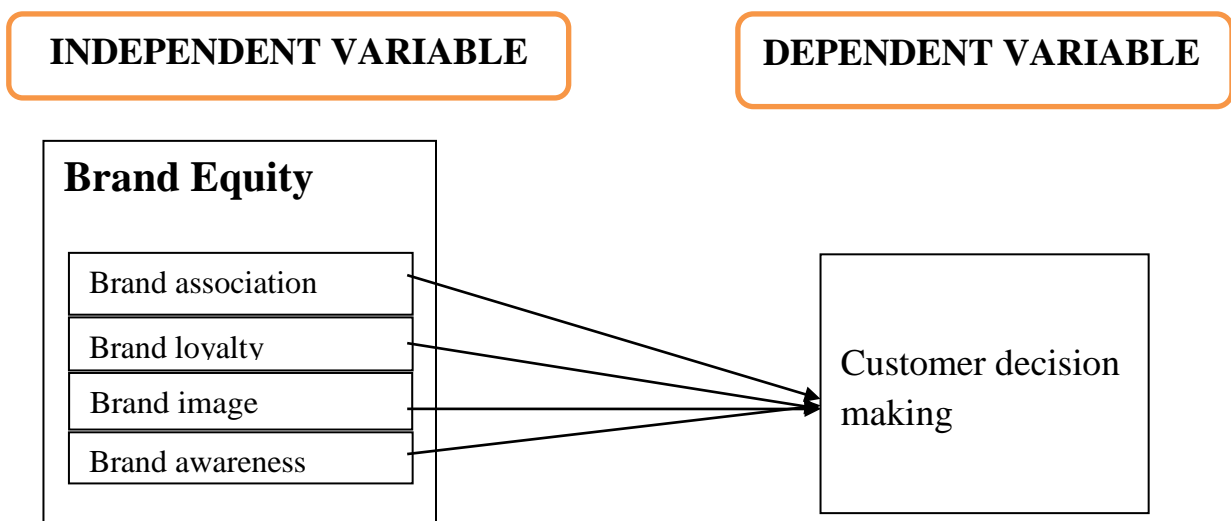 INDEPENDENT VARIABLE
DEPENDENT VARIABLE
Brand Equity
Brand association
Brand loyalty
Brand image
Brand awareness
Customer decision
making